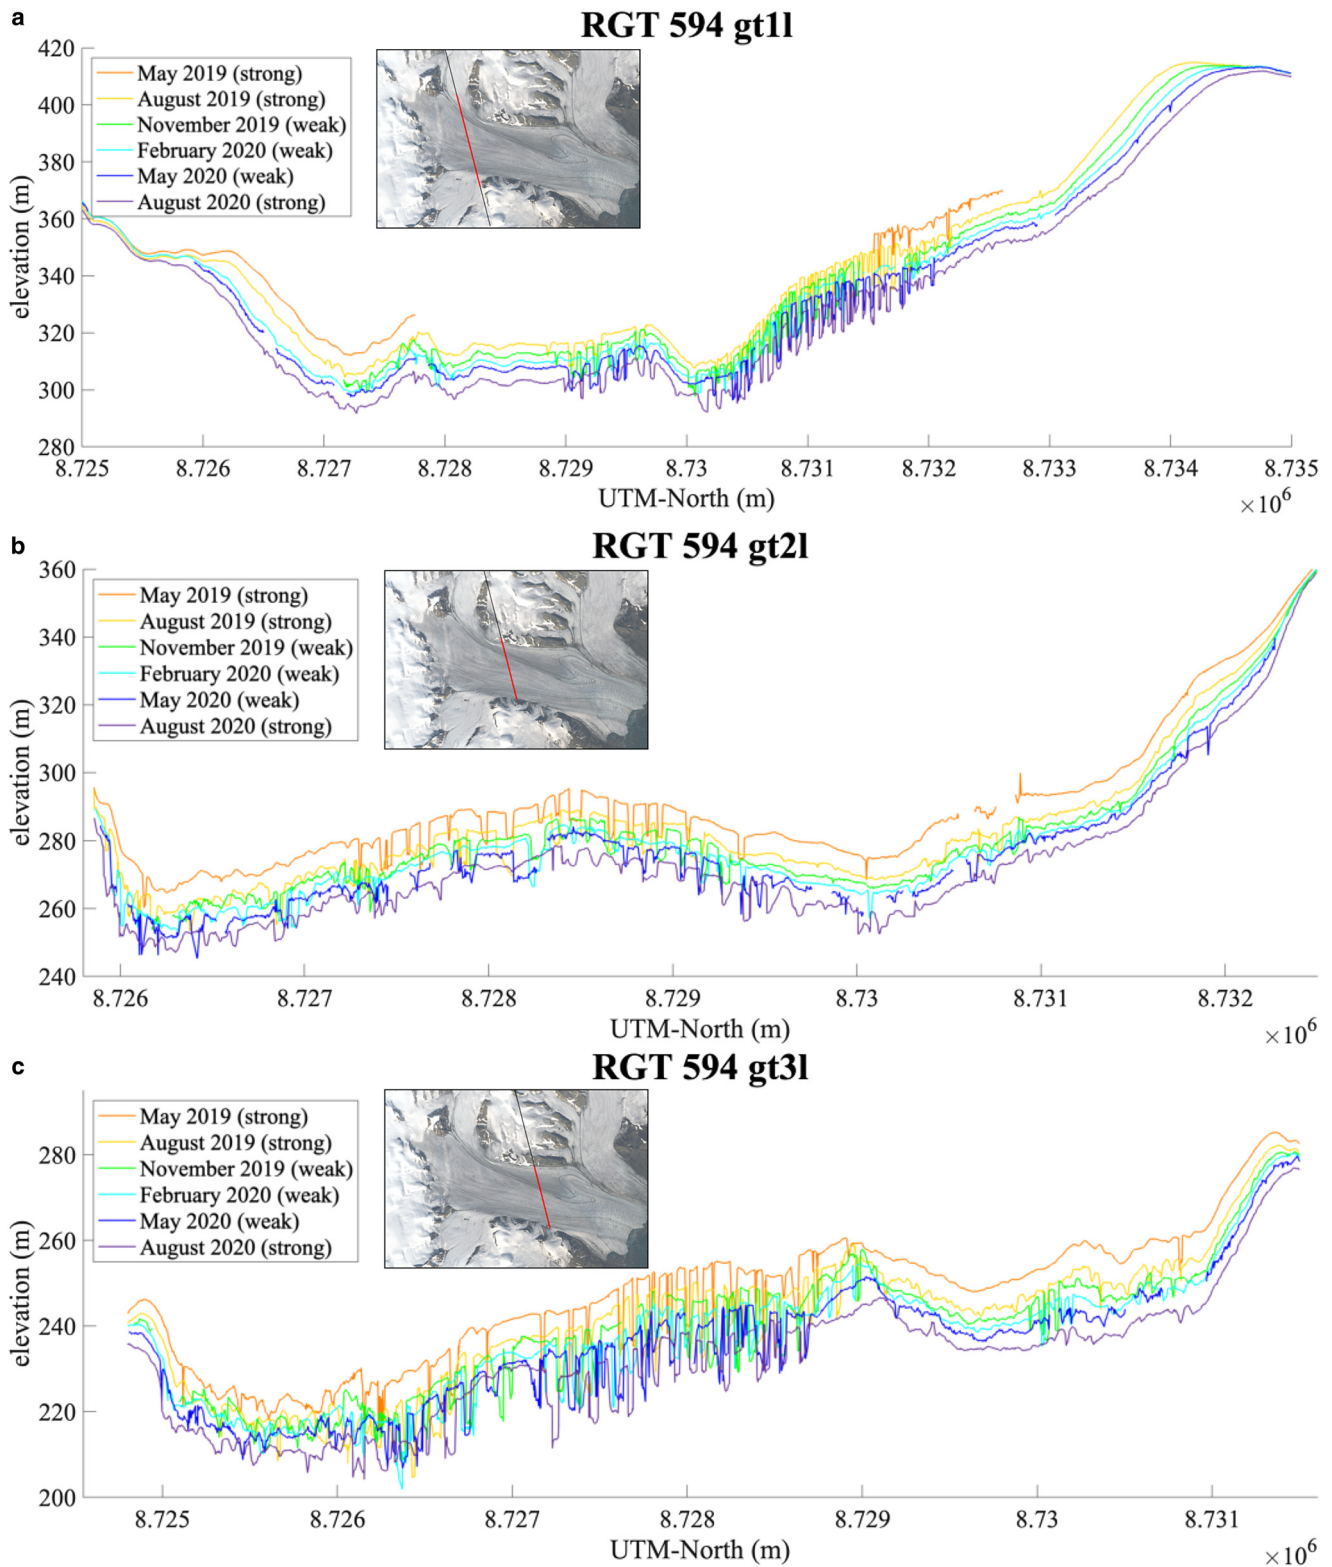 a
RGT 594 gt1l
420
400
380
360
340
320
300
280
elevation (m)
May 2019 (strong)
August 2019 (strong)
November 2019 (weak)
February 2020 (weak)
May 2020 (weak)
August 2020 (strong)
8.725 8.726 8.727 8.728 8.729 8.73 8.731 8.732 8.733 8.734 8.735
UTM-North (m)
×10⁶
b
RGT 594 gt2l
360
340
320
300
280
260
240
elevation (m)
May 2019 (strong)
August 2019 (strong)
November 2019 (weak)
February 2020 (weak)
May 2020 (weak)
August 2020 (strong)
8.726 8.727 8.728 8.729 8.73 8.731 8.732
UTM-North (m)
×10⁶
c
RGT 594 gt3l
280
260
240
220
200
elevation (m)
May 2019 (strong)
August 2019 (strong)
November 2019 (weak)
February 2020 (weak)
May 2020 (weak)
August 2020 (strong)
8.725 8.726 8.727 8.728 8.729 8.73 8.731
UTM-North (m)
×10⁶